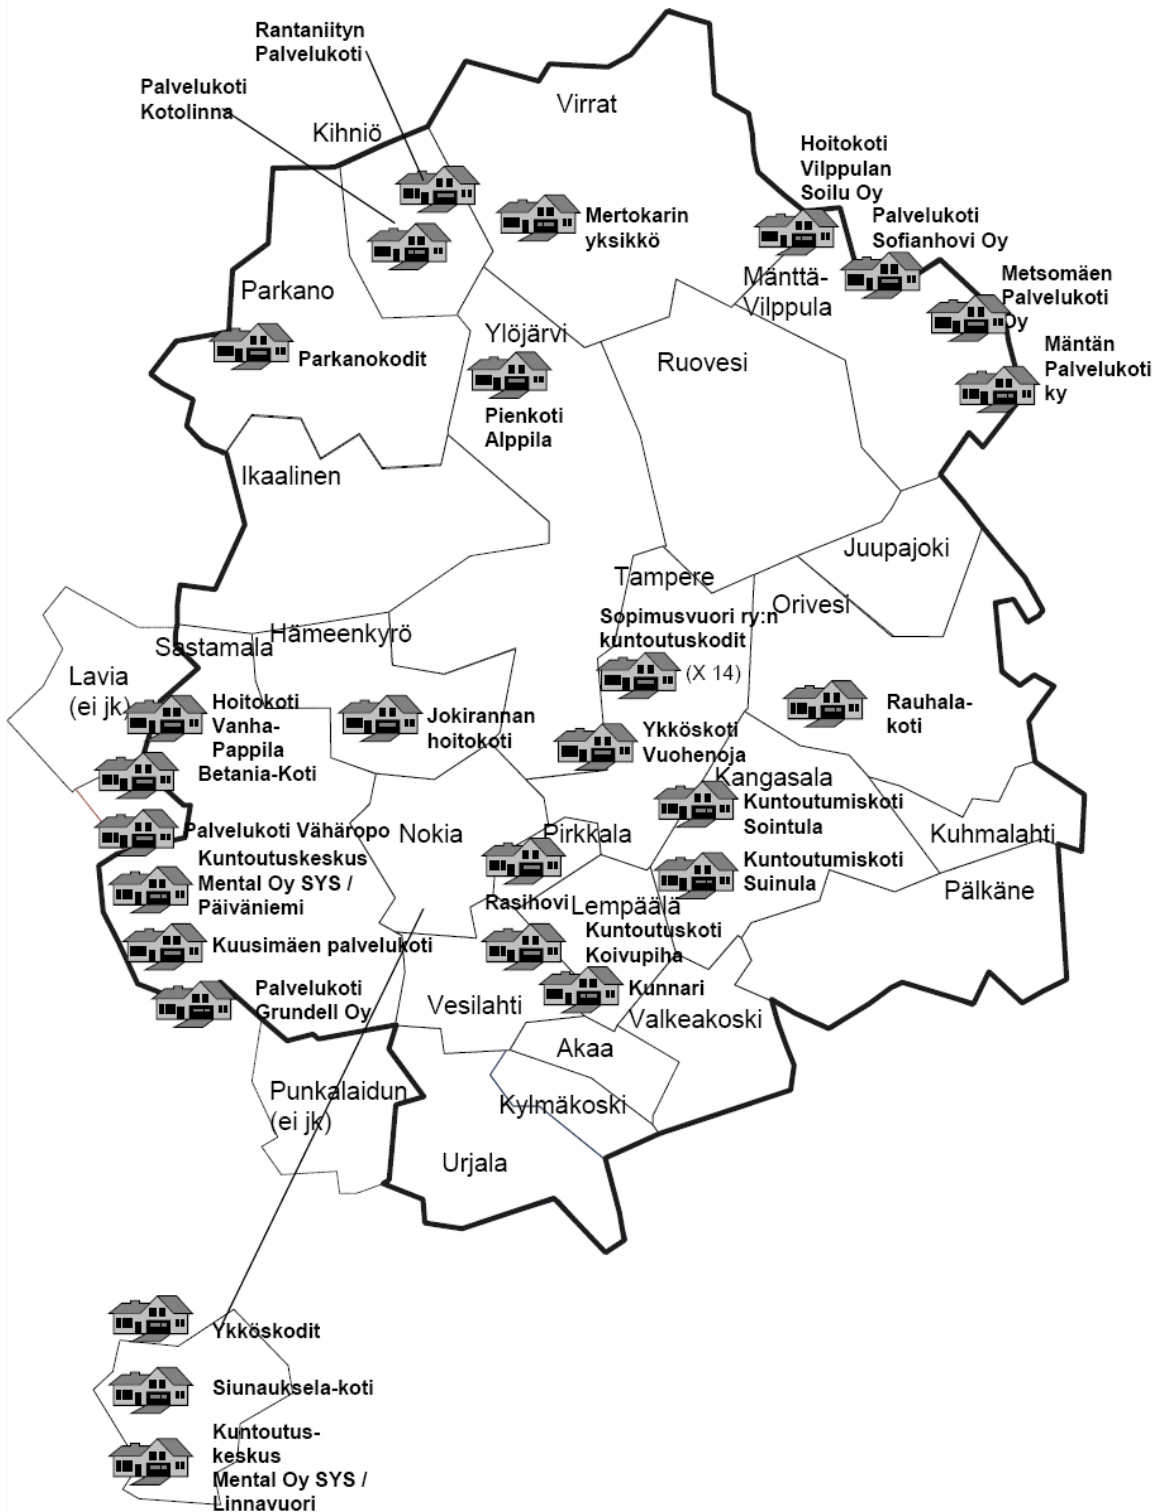 Rantaniityn
Palvelukoti
Palvelukoti
Kotolinna
Kihniö
Virrat
Hoitokoti
Vilppulan
Soilu Oy
Mertokarin
yksikkö
Palvelukoti
Sofianhovi Oy
Mänttä-
Vilppula
Metsomäen
Palvelukoti
Oy
Parkano
Parkanokodit
Ylöjärvi
Pienkoti
Alppila
Ruovesi
Mäntän
Palvelukoti
ky
Ikaalinen
Juupajoki
Tampere
Orivesi
Sopimusvuori ry:n
kuntoutuskodit
(X 14)
Hämeenkyrö
Sastamala
Lavia
(ei jk)
Hoitokoti
Vanha-
Pappila
Betania-Koti
Jokirannan
hoitokoti
Ykköskoti
Vuohenoja
Rauhala-
koti
Kangasala
Kuntoutumiskoti
Sointula
Palvelukoti Vähäropo
Nokia
Pirkkala
Kuhmalahti
Kuntoutuskeskus
Mental Oy SYS /
Päiväniemi
Kuntoutumiskoti
Suinula
Pälkäne
Rasihovi
Lempäälä
Kuntoutuskoti
Koivupiha
Kuusimäen palvelukoti
Palvelukoti
Grundell Oy
Kunnari
Vesilahti
Valkeakoski
Akaa
Punkalaidun
(ei jk)
Kylmäkoski
Urjala
Ykköskodit
Siunauksela-koti
Kuntoutus-
keskus
Mental Oy SYS /
Linnavuori